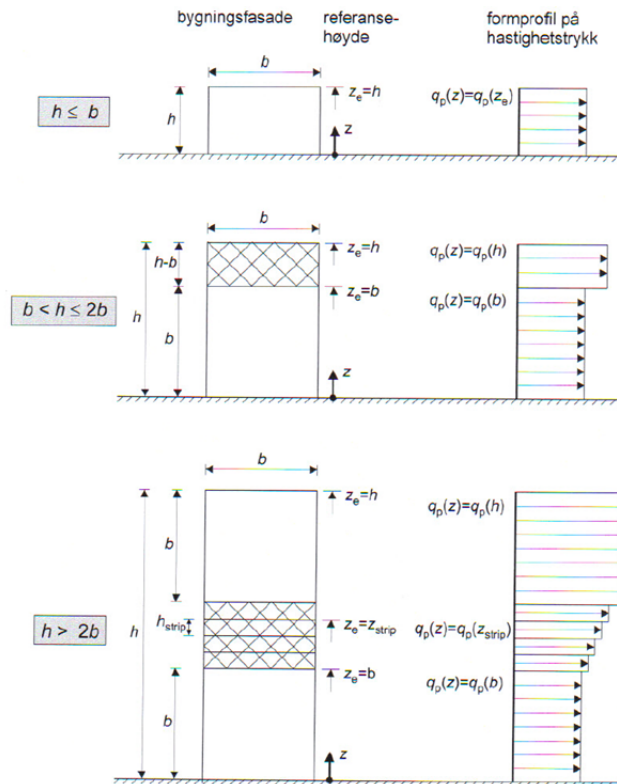 bygningsfasade
referanse-
høyde
formprofil på
hastighetstrykk
h ≤ b
b
h
z_e=h
z
q_p(z)=q_p(z_e)
b < h ≤ 2b
b
h-b
h
b
z_e=h
z_e=b
z
q_p(z)=q_p(h)
q_p(z)=q_p(b)
h > 2b
b
b
h
h_strip
b
z_e=h
z_e=z_strip
z_e=b
z
q_p(z)=q_p(h)
q_p(z)=q_p(z_strip)
q_p(z)=q_p(b)